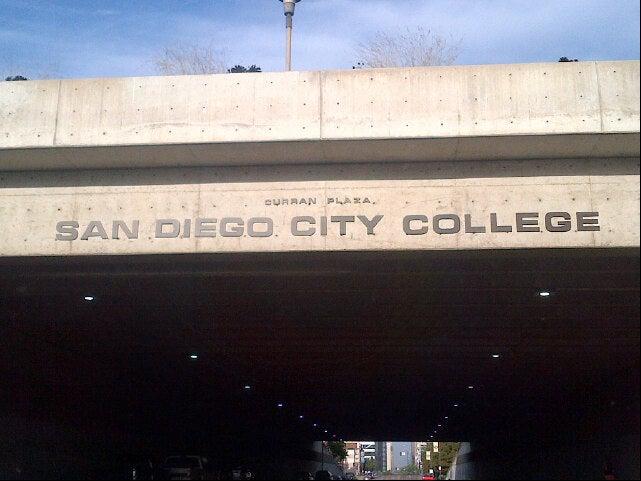 CURRAN PLAZA
SAN DIEGO CITY COLLEGE